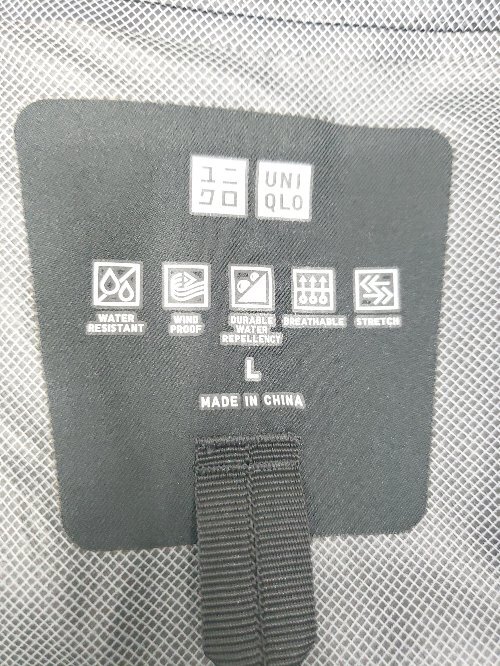 ユニ
クロ
UNI
QLO
WATER
RESISTANT
WIND
PROOF
DURABLE
WATER
REPELLENCY
BREATHABLE
STRETCH
L
MADE IN CHINA